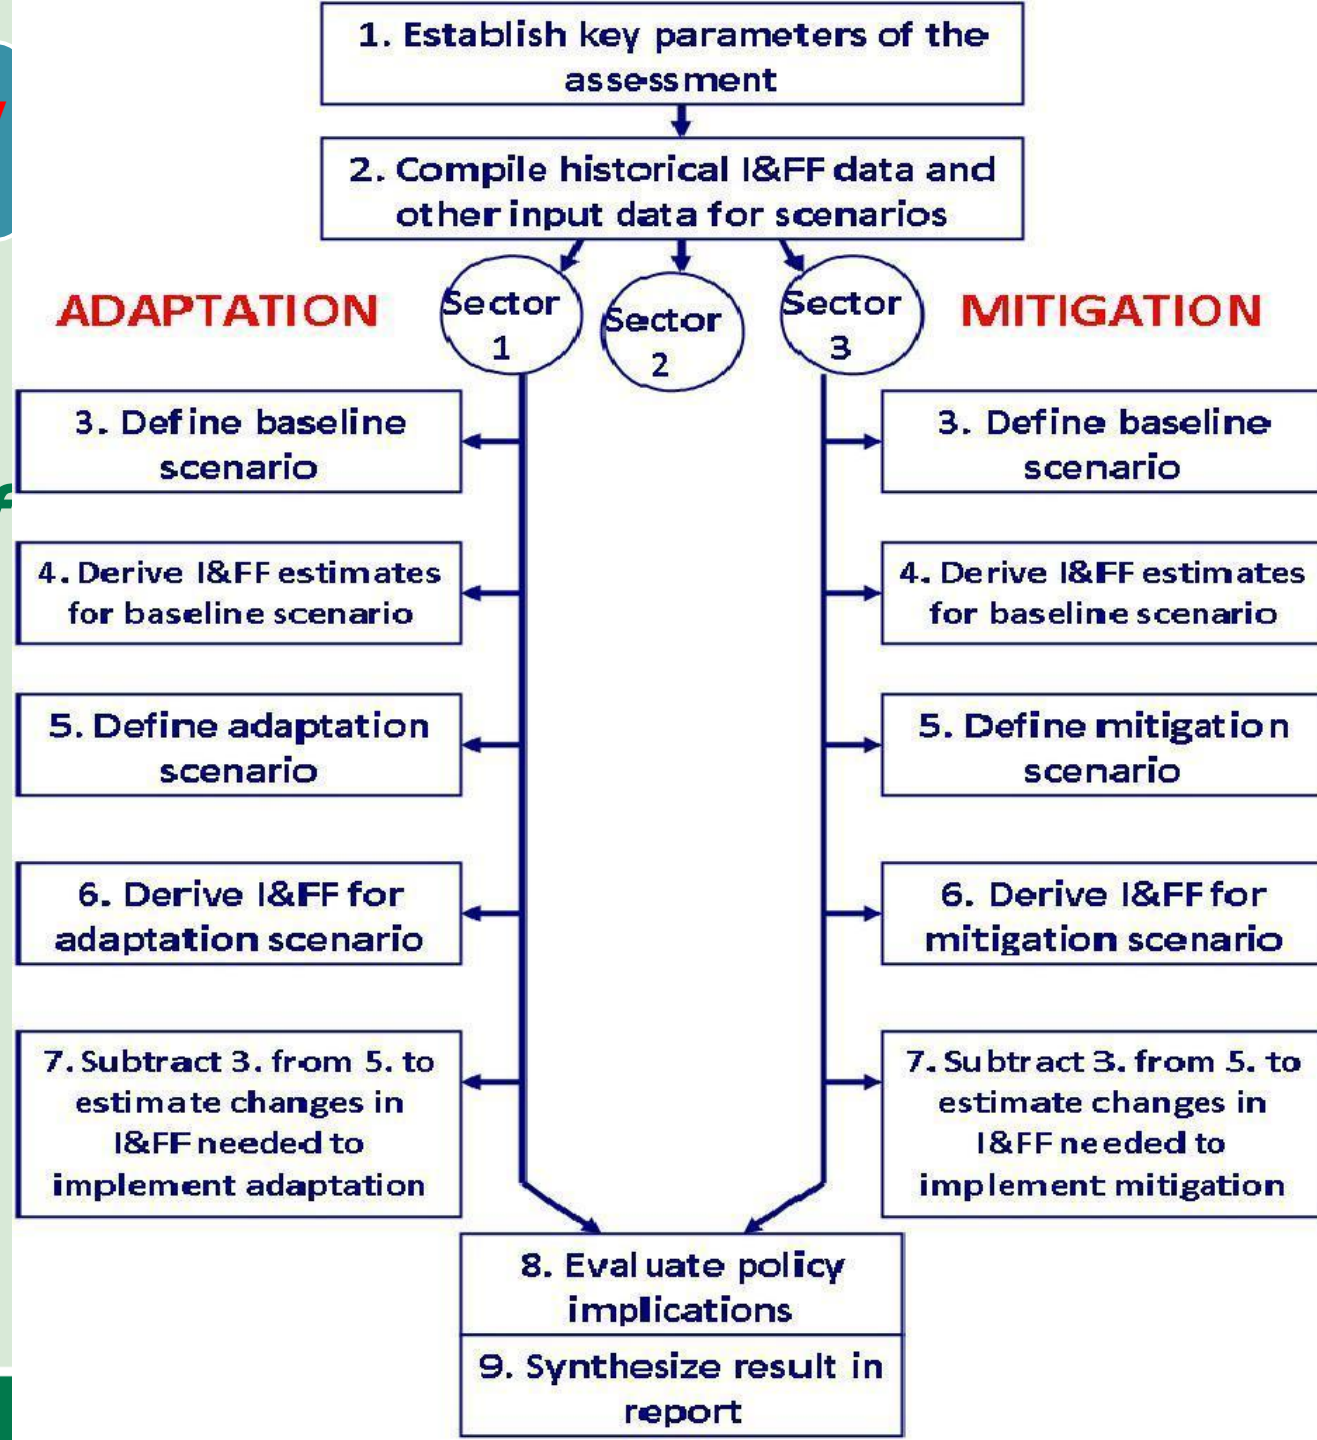 1. Establish key parameters of the
assessment
2. Compile historical I&FF data and
other input data for scenarios
ADAPTATION
Sector
1
Sector
2
Sector
3
MITIGATION
3. Define baseline
scenario
4. Derive I&FF estimates
for baseline scenario
5. Define adaptation
scenario
6. Derive I&FF for
adaptation scenario
7. Subtract 3. from 5. to
estimate changes in
I&FF needed to
implement adaptation
3. Define baseline
scenario
4. Derive I&FF estimates
for baseline scenario
5. Define mitigation
scenario
6. Derive I&FF for
mitigation scenario
7. Subtract 3. from 5. to
estimate changes in
I&FF needed to
implement mitigation
8. Evaluate policy
implications
9. Synthesize result in
report